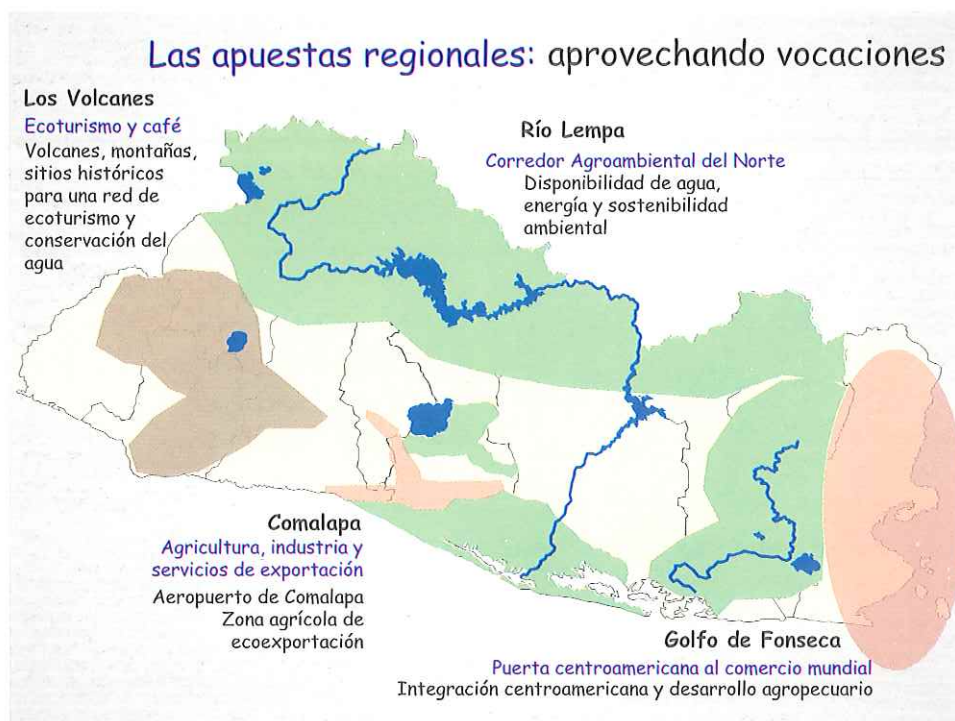 Las apuestas regionales: aprovechando vocaciones
Los Volcanes
Ecoturismo y café
Volcanes, montañas,
sitios históricos
para una red de
ecoturismo y
conservación del
agua
Río Lempa
Corredor Agroambiental del Norte
Disponibilidad de agua,
energía y sostenibilidad
ambiental
Comalapa
Agricultura, industria y
servicios de exportación
Aeropuerto de Comalapa
Zona agrícola de
ecoexportación
Golfo de Fonseca
Puerta centroamericana al comercio mundial
Integración centroamericana y desarrollo agropecuario